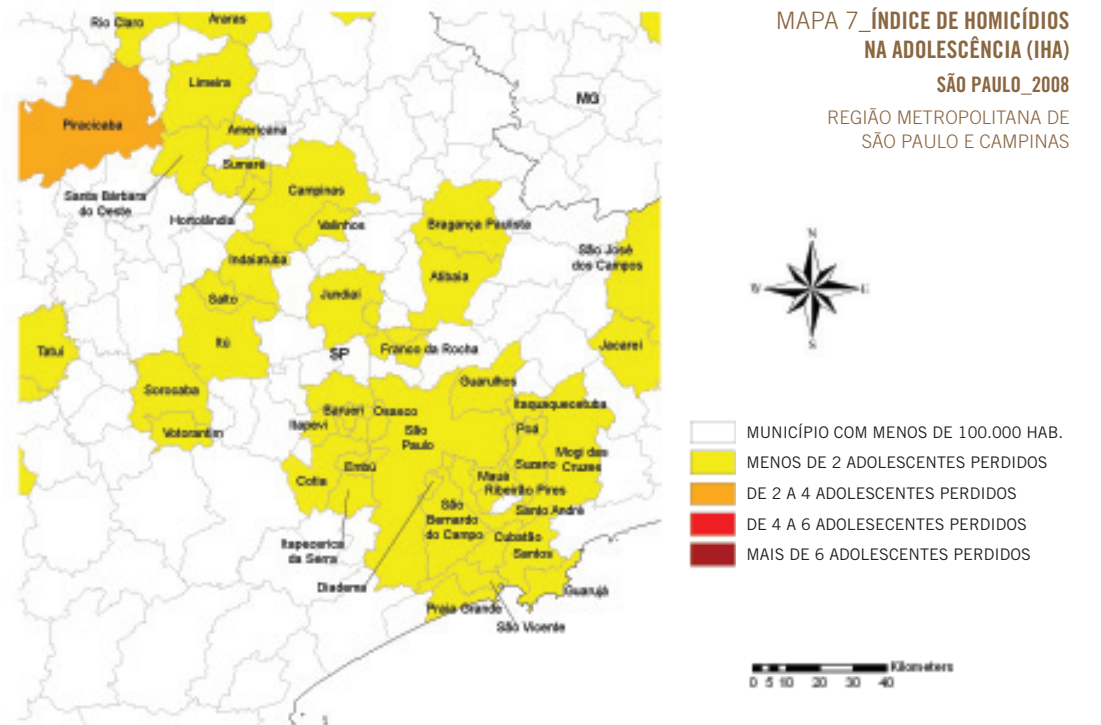 MAPA 7_ÍNDICE DE HOMICÍDIOS
NA ADOLESCÊNCIA (IHA)
SÃO PAULO_2008
REGIÃO METROPOLITANA DE
SÃO PAULO E CAMPINAS
Rio Claro
Araras
Limeira
MG
Piracicaba
Americana
Sumaré
Santa Bárbara
do Oeste
Campinas
Hortolândia
Valinhos
Bragança Paulista
São José
dos Campos
Indaiatuba
Atibaia
Salto
Jundiaí
Itú
Tatuí
SP
Franco da Rocha
Jacareí
Sorocaba
Guarulhos
Itaquaquecetuba
Barueri
Osasco
Itapevi
São
Paulo
Poá
Votorantim
Mogi das
Cruzes
Embú
Suzano
Cotia
Mauá
Ribeirão Pires
São
Bernardo
do Campo
Santo André
Cubatão
Itapecerica
da Serra
Santos
Diadema
Guarujá
Praia Grande
São Vicente
N
W
E
S
MUNICÍPIO COM MENOS DE 100.000 HAB.
MENOS DE 2 ADOLESCENTES PERDIDOS
DE 2 A 4 ADOLESCENTES PERDIDOS
DE 4 A 6 ADOLESECENTES PERDIDOS
MAIS DE 6 ADOLESCENTES PERDIDOS
Kilometers
0 5 10 20 30 40